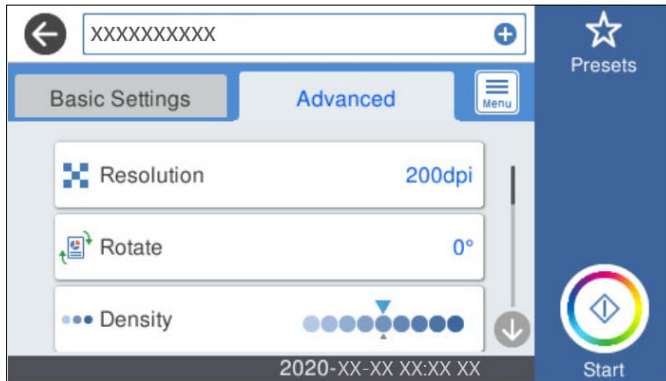 XXXXXXXXXX
Presets
Basic Settings
Advanced
Menu
Resolution
200dpi
Rotate
0°
Density
2020-XX-XX XX:XX XX
Start